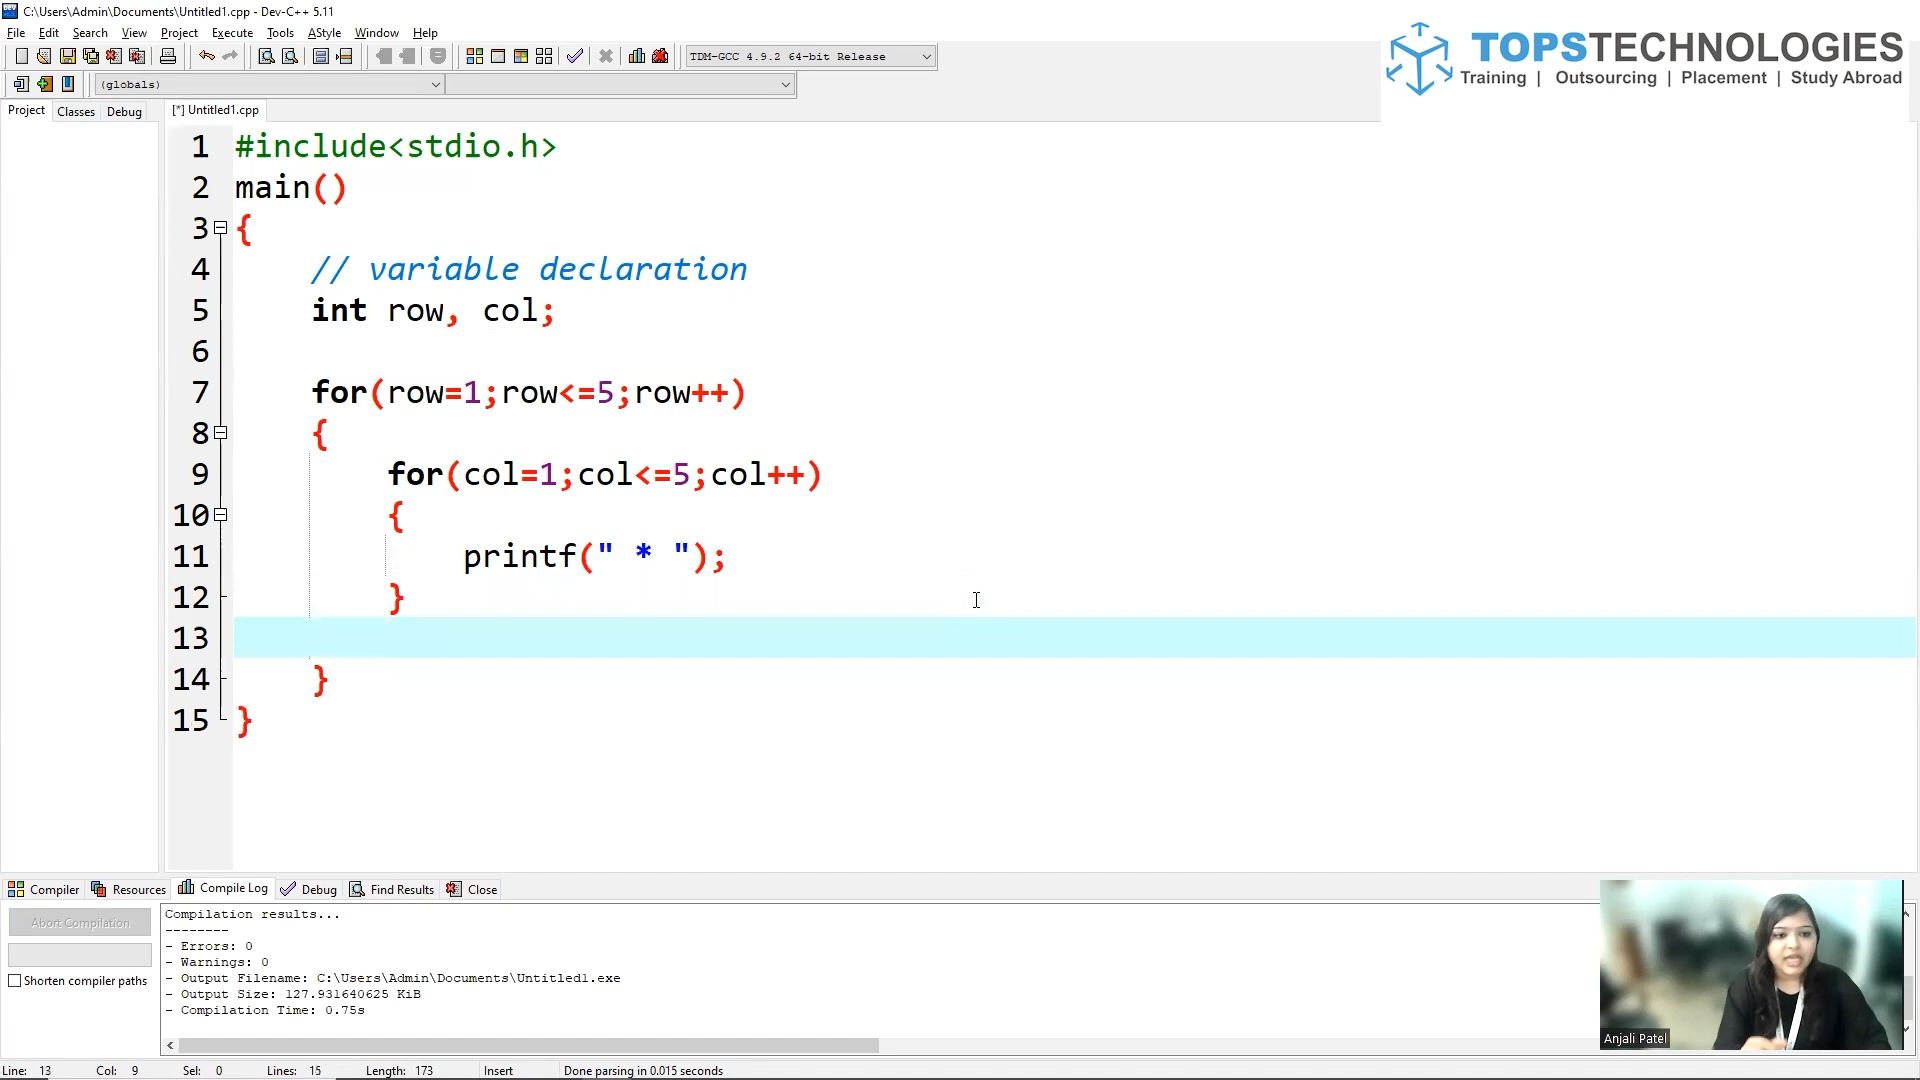 C:\Users\Admin\Documents\Untitled1.cpp - Dev-C++ 5.11
File Edit Search View Project Execute Tools AStyle Window Help
TDM-GCC 4.9.2 64-bit Release
(globals)
TOPSTECHNOLOGIES
Training | Outsourcing | Placement | Study Abroad
Project Classes Debug [*] Untitled1.cpp
1 #include<stdio.h>
2 main()
3 {
4 // variable declaration
5 int row, col;
6
7 for(row=1;row<=5;row++)
8 {
9 for(col=1;col<=5;col++)
10 {
11 printf(" * ");
12 }
13
14 }
15 }
Compiler Resources Compile Log Debug Find Results Close
Abort Compilation
Shorten compiler paths
Compilation results...
--------
- Errors: 0
- Warnings: 0
- Output Filename: C:\Users\Admin\Documents\Untitled1.exe
- Output Size: 127.931640625 KiB
- Compilation Time: 0.75s
Anjali Patel
Line: 13 Col: 9 Sel: 0 Lines: 15 Length: 173 Insert Done parsing in 0.015 seconds